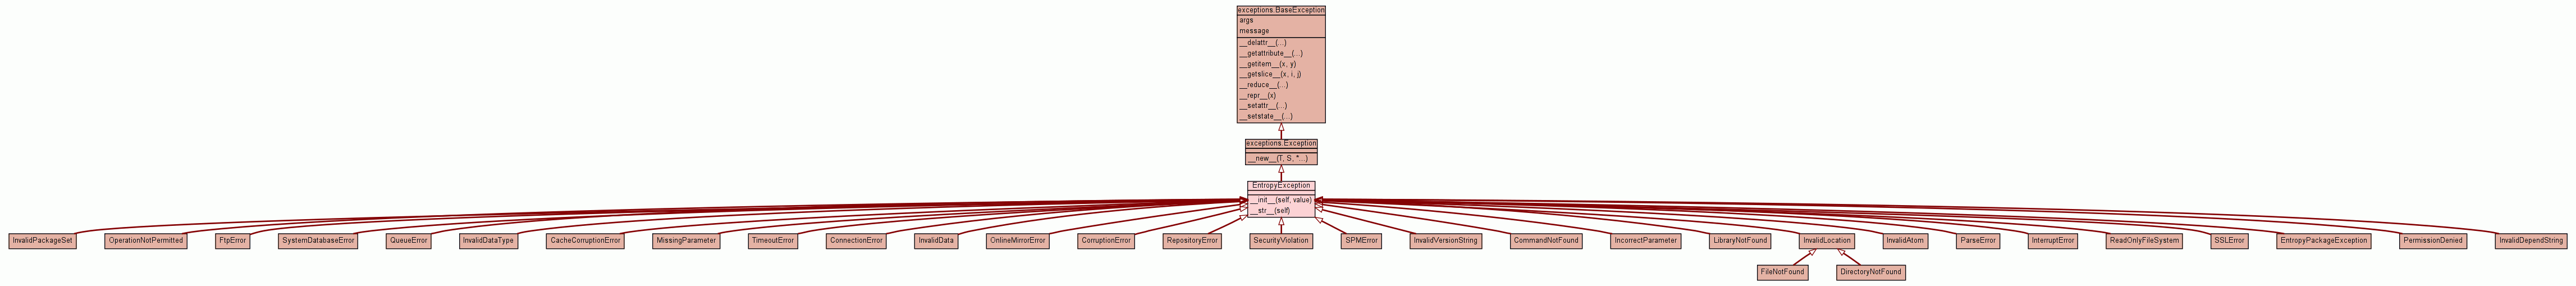 exceptions.BaseException
args
message
__delattr__(...)
__getattribute__(...)
__getitem__(x, y)
__getslice__(x, i, j)
__reduce__(...)
__repr__(x)
__setattr__(...)
__setstate__(...)
exceptions.Exception
__new__(T, S, *...)
EntropyException
__init__(self, value)
__str__(self)
InvalidPackageSet
OperationNotPermitted
FtpError
SystemDatabaseError
QueueError
InvalidDataType
CacheCorruptionError
MissingParameter
TimeoutError
ConnectionError
InvalidData
OnlineMirrorError
CorruptionError
RepositoryError
SecurityViolation
SPMError
InvalidVersionString
CommandNotFound
IncorrectParameter
LibraryNotFound
InvalidLocation
InvalidAtom
ParseError
InterruptError
ReadOnlyFileSystem
SSLError
EntropyPackageException
PermissionDenied
InvalidDependString
FileNotFound
DirectoryNotFound